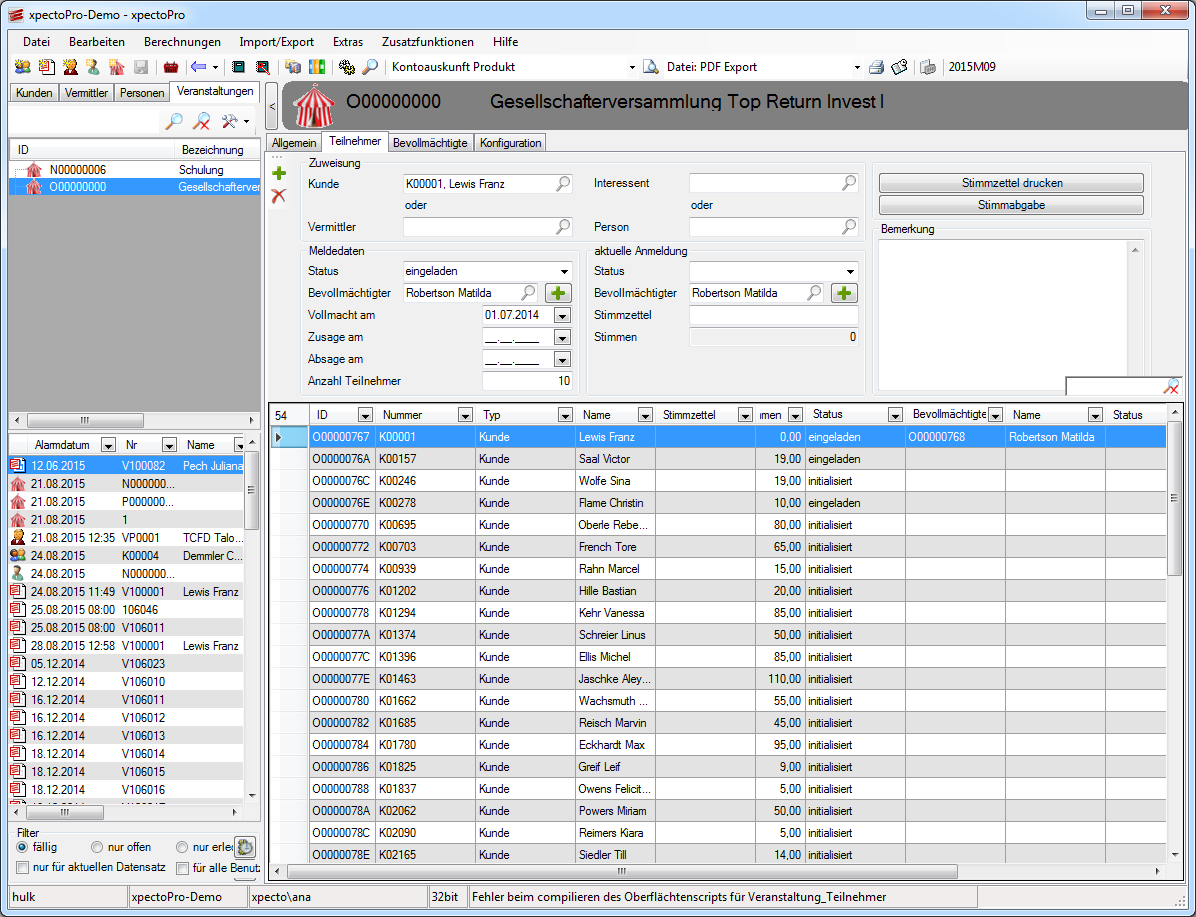 xpectoPro-Demo - xpectoPro
Datei Bearbeiten Berechnungen Import/Export Extras Zusatzfunktionen Hilfe
Kontoauskunft Produkt Datei: PDF Export 2015M09
Kunden Vermittler Personen Veranstaltungen
ID Bezeichnung
N00000006 Schulung
O00000000 Gesellschafterver
Alarmdatum Nr Name
12.06.2015 V100082 Pech Juliana
21.08.2015 N000000...
21.08.2015 P000000...
21.08.2015 1
21.08.2015 12:35 VP0001 TCFD Talo...
24.08.2015 K00004 Demmler C...
24.08.2015 N000000...
24.08.2015 11:49 V100001 Lewis Franz
25.08.2015 08:00 106046
25.08.2015 08:00 V106011
28.08.2015 12:58 V100001 Lewis Franz
05.12.2014 V106023
12.12.2014 V106010
16.12.2014 V106011
16.12.2014 V106012
16.12.2014 V106013
18.12.2014 V106014
18.12.2014 V106015
18.12.2014 V106016
Filter
fällig nur offen nur erlec
nur für aktuellen Datensatz für alle Benutz
< O00000000 Gesellschafterversammlung Top Return Invest I
Allgemein Teilnehmer Bevollmächtigte Konfiguration
Zuweisung
Kunde K00001, Lewis Franz Interessent
oder oder
Vermittler Person
Stimmzettel drucken
Stimmabgabe
Bemerkung
Meldedaten aktuelle Anmeldung
Status eingeladen Status
Bevollmächtigter Robertson Matilda Bevollmächtigter Robertson Matilda
Vollmacht am 01.07.2014 Stimmzettel
Zusage am __.__.____ Stimmen 0
Absage am __.__.____
Anzahl Teilnehmer 10
54 ID Nummer Typ Name Stimmzettel ımen Status Bevollmächtigte Name Status
O00000767 K00001 Kunde Lewis Franz 0,00 eingeladen O00000768 Robertson Matilda
O0000076A K00157 Kunde Saal Victor 19,00 eingeladen
O0000076C K00246 Kunde Wolfe Sina 19,00 initialisiert
O0000076E K00278 Kunde Flame Christin 10,00 eingeladen
O00000770 K00695 Kunde Oberle Rebe... 80,00 initialisiert
O00000772 K00703 Kunde French Tore 65,00 initialisiert
O00000774 K00939 Kunde Rahn Marcel 15,00 initialisiert
O00000776 K01202 Kunde Hille Bastian 20,00 initialisiert
O00000778 K01294 Kunde Kehr Vanessa 85,00 initialisiert
O0000077A K01374 Kunde Schreier Linus 50,00 initialisiert
O0000077C K01396 Kunde Ellis Michel 85,00 initialisiert
O0000077E K01463 Kunde Jaschke Aley... 110,00 initialisiert
O00000780 K01662 Kunde Wachsmuth ... 55,00 initialisiert
O00000782 K01685 Kunde Reisch Marvin 45,00 initialisiert
O00000784 K01780 Kunde Eckhardt Max 95,00 initialisiert
O00000786 K01825 Kunde Greif Leif 9,00 initialisiert
O00000788 K01837 Kunde Owens Felicit... 5,00 initialisiert
O0000078A K02062 Kunde Powers Miriam 50,00 initialisiert
O0000078C K02090 Kunde Reimers Kiara 5,00 initialisiert
O0000078E K02165 Kunde Siedler Till 14,00 initialisiert
hulk xpectoPro-Demo xpecto\ana 32bit Fehler beim compilieren des Oberflächtenscripts für Veranstaltung_Teilnehmer